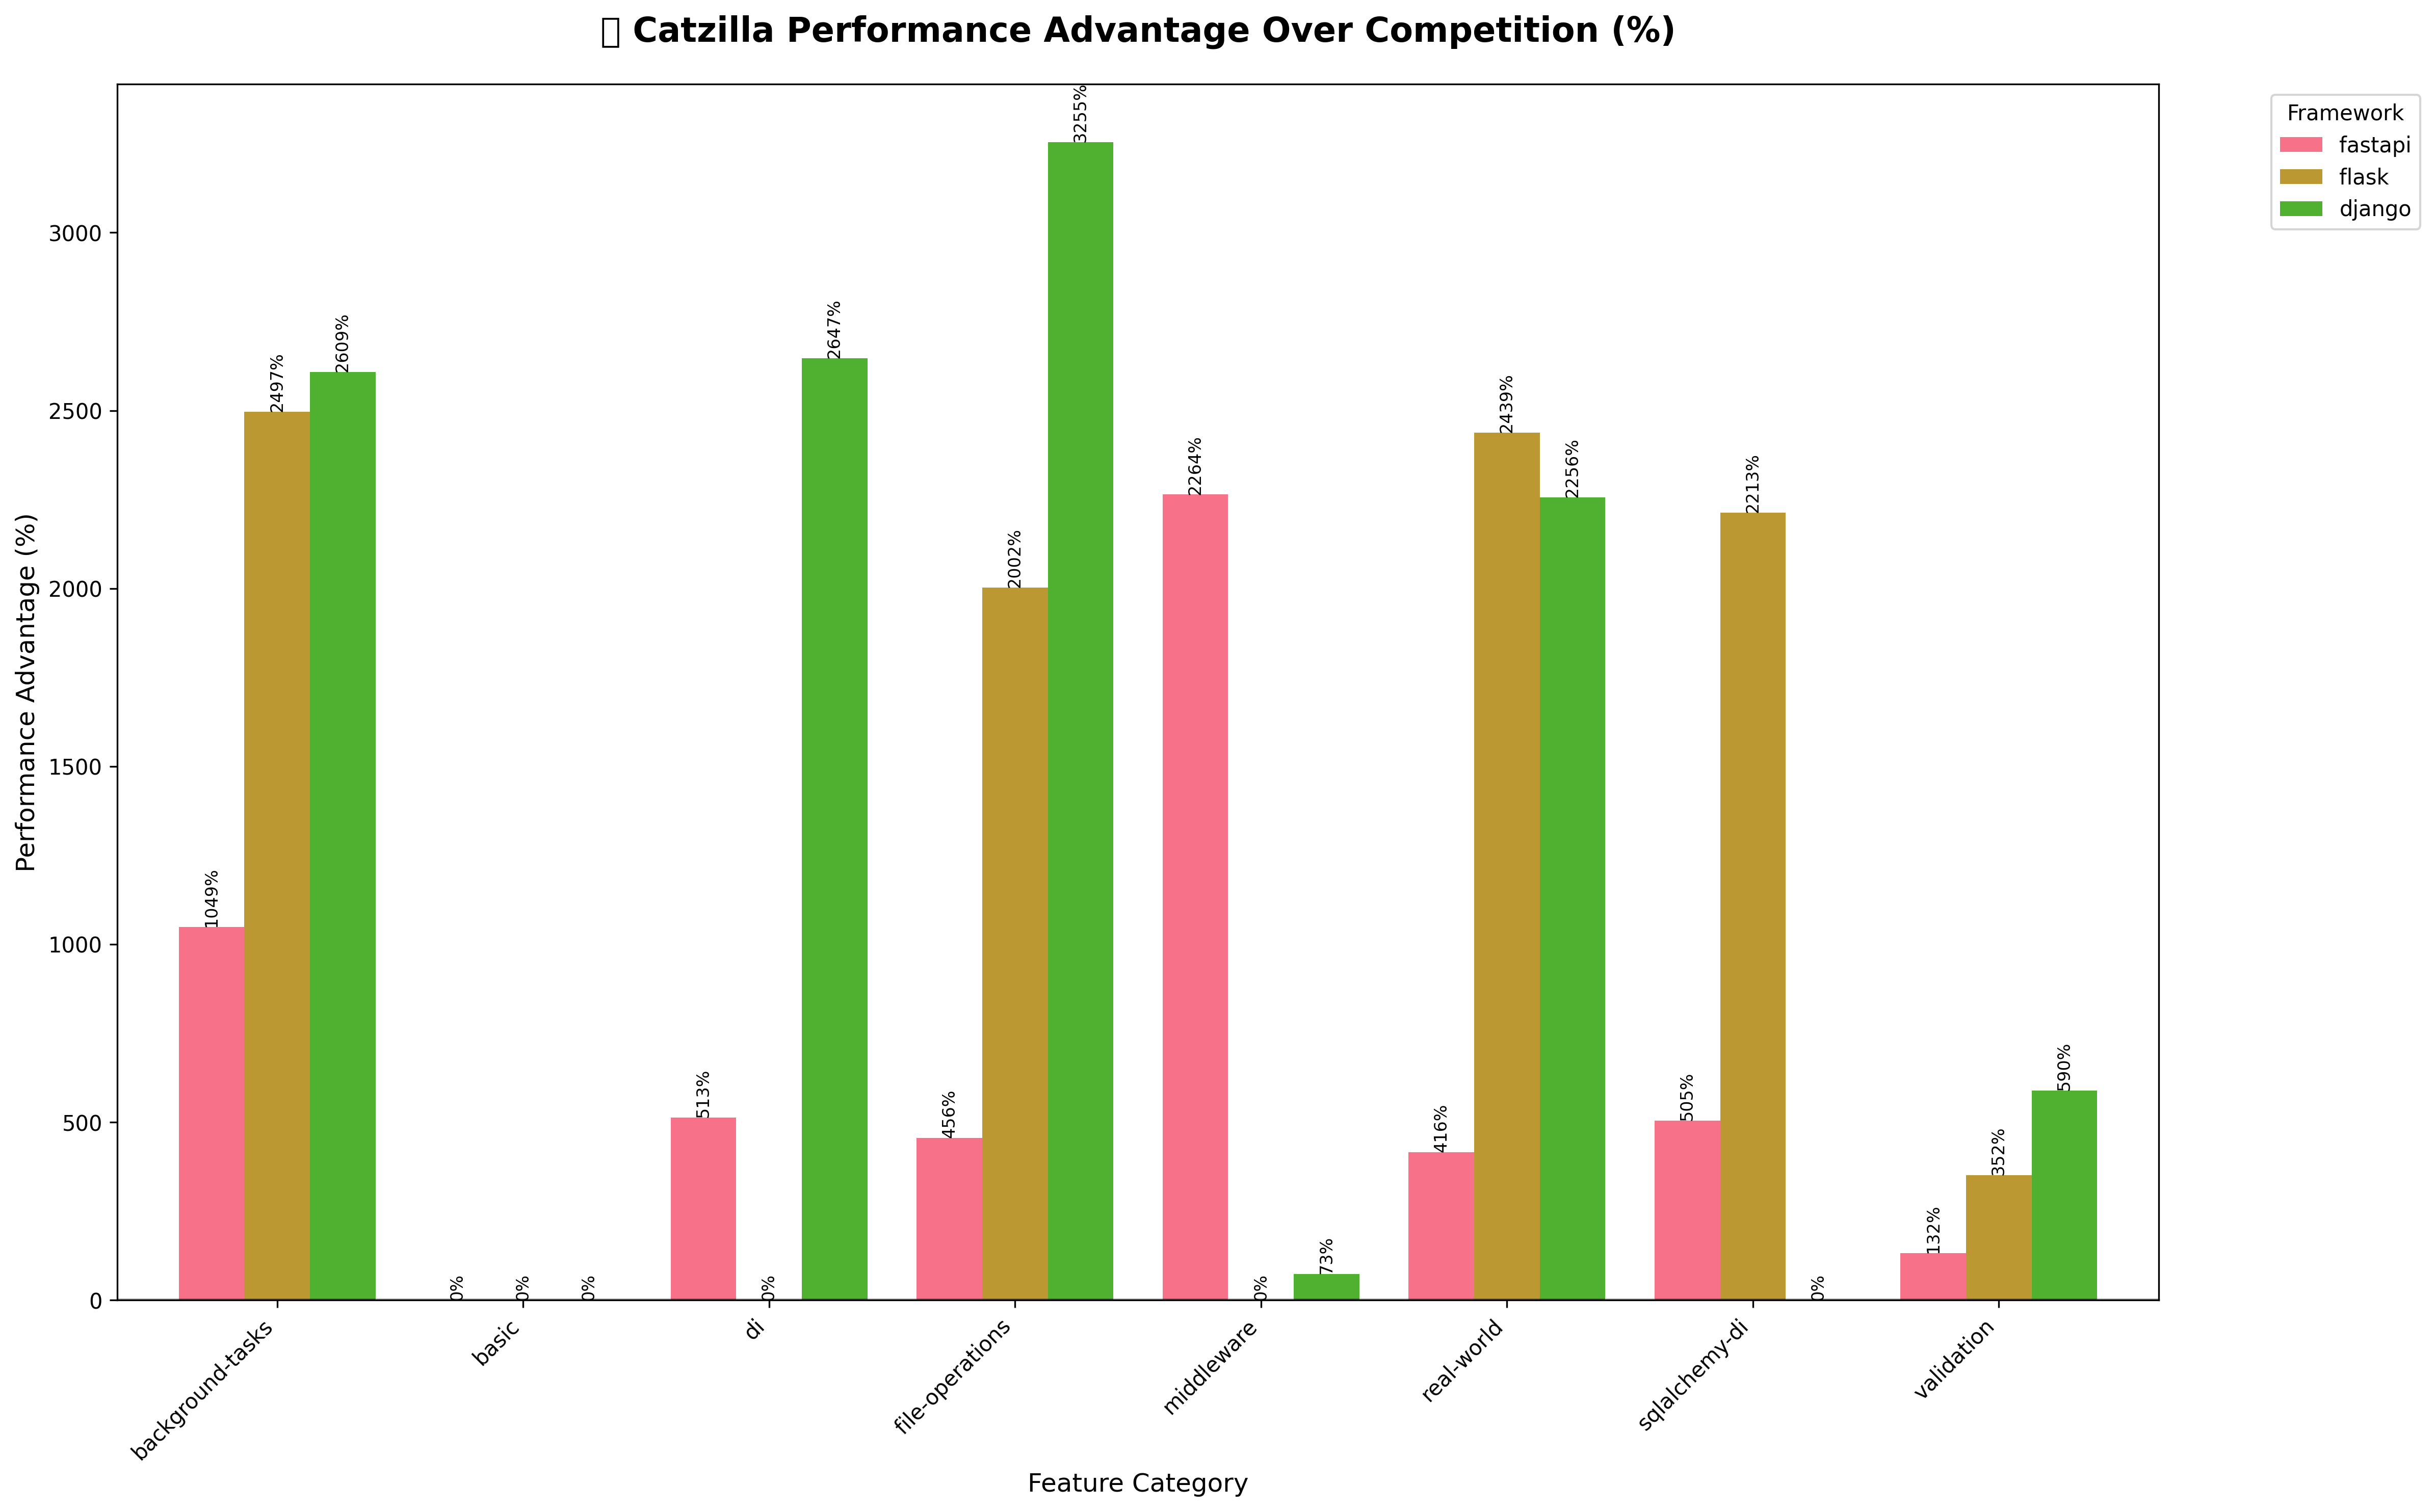 Catzilla Performance Advantage Over Competition (%)
Framework
fastapi
flask
django
Performance Advantage (%)
3000
2500
2000
1500
1000
500
0
1049%
2497%
2609%
0%
0%
0%
513%
0%
2647%
456%
2002%
3255%
2264%
0%
73%
416%
2439%
2256%
505%
2213%
0%
132%
352%
590%
background-tasks
basic
di
file-operations
middleware
real-world
sqlalchemy-di
validation
Feature Category